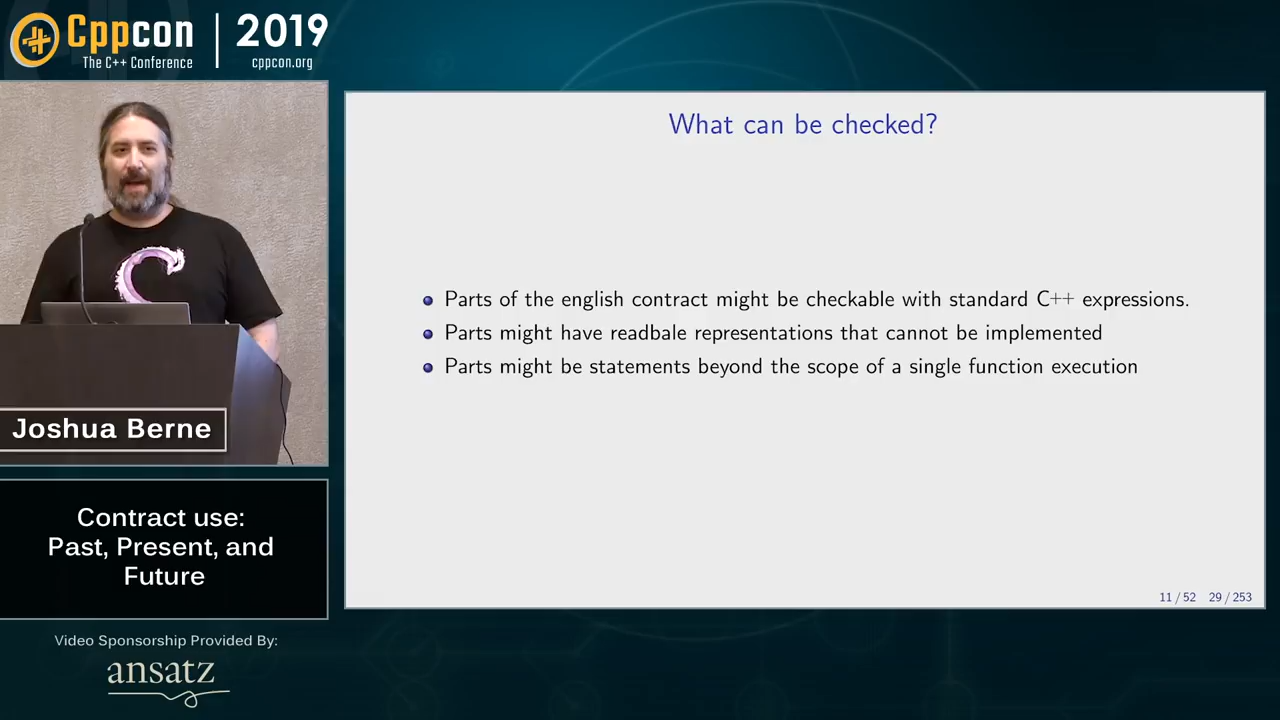 Cppcon
The C++ Conference
2019
cppcon.org
Joshua Berne
Contract use:
Past, Present, and
Future
Video Sponsorship Provided By:
ansatz
What can be checked?
Parts of the english contract might be checkable with standard C++ expressions.
Parts might have readbale representations that cannot be implemented
Parts might be statements beyond the scope of a single function execution
11 / 52 29 / 253